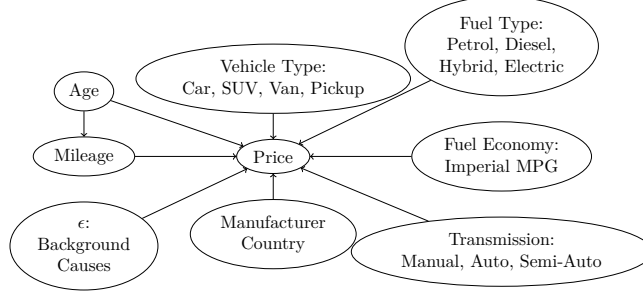 Fuel Type:
Petrol, Diesel,
Hybrid, Electric
Vehicle Type:
Car, SUV, Van, Pickup
Age
Mileage
Price
Fuel Economy:
Imperial MPG
ϵ:
Background
Causes
Manufacturer
Country
Transmission:
Manual, Auto, Semi-Auto